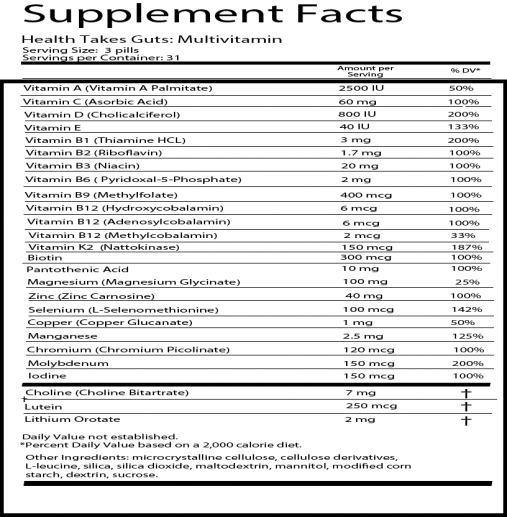 Supplement Facts
Health Takes Guts: Multivitamin
Serving Size: 3 pills
Servings per Container: 31
Amount per Serving % DV*
Vitamin A (Vitamin A Palmitate) 2500 IU 50%
Vitamin C (Asorbic Acid) 60 mg 100%
Vitamin D (Cholicalciferol) 800 IU 200%
Vitamin E 40 IU 133%
Vitamin B1 (Thiamine HCL) 3 mg 200%
Vitamin B2 (Riboflavin) 1.7 mg 100%
Vitamin B3 (Niacin) 20 mg 100%
Vitamin B6 ( Pyridoxal-5-Phosphate) 2 mg 100%
Vitamin B9 (Methylfolate) 400 mcg 100%
Vitamin B12 (Hydroxycobalamin) 6 mcg 100%
Vitamin B12 (Adenosylcobalamin) 6 mcg 100%
Vitamin B12 (Methylcobalamin) 2 mcg 33%
Vitamin K2 (Nattokinase) 150 mcg 187%
Biotin 300 mcg 100%
Pantothenic Acid 10 mg 100%
Magnesium (Magnesium Glycinate) 100 mg 25%
Zinc (Zinc Carnosine) 40 mg 100%
Selenium (L-Selenomethionine) 100 mcg 142%
Copper (Copper Glucanate) 1 mg 50%
Manganese 2.5 mg 125%
Chromium (Chromium Picolinate) 120 mcg 100%
Molybdenum 150 mcg 200%
Iodine 150 mcg 100%
Choline (Choline Bitartrate) 7 mg †
†Lutein 250 mcg †
Lithium Orotate 2 mg †
Daily Value not established.
*Percent Daily Value based on a 2,000 calorie diet.
Other Ingredients: microcrystalline cellulose, cellulose derivatives,
L-leucine, silica, silica dioxide, maltodextrin, mannitol, modified corn
starch, dextrin, sucrose.